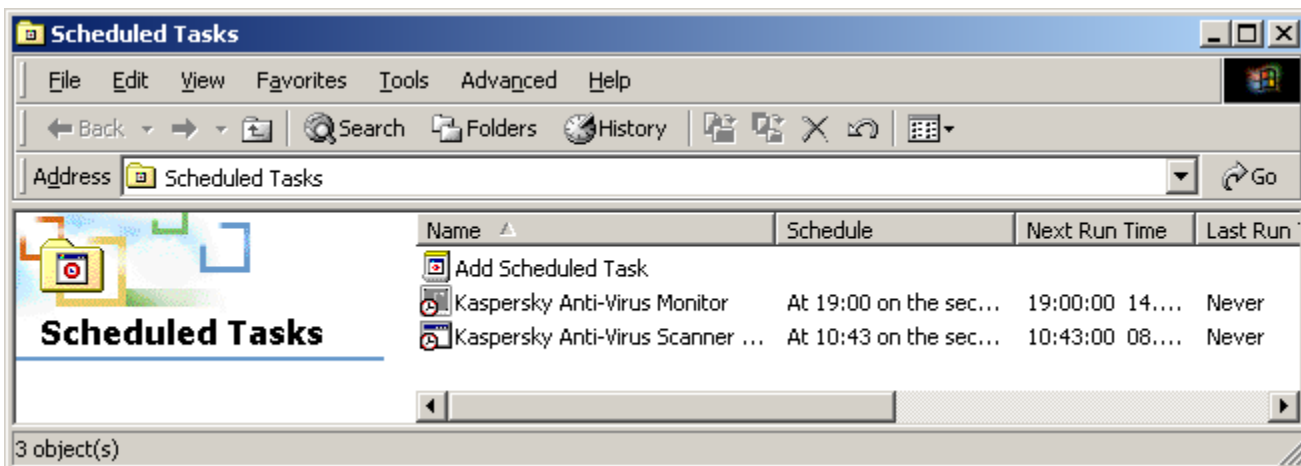 Scheduled Tasks
File Edit View Favorites Tools Advanced Help
Back Search Folders History
Address Scheduled Tasks Go
Scheduled Tasks
Name Schedule Next Run Time Last Run
Add Scheduled Task
Kaspersky Anti-Virus Monitor At 19:00 on the sec... 19:00:00 14.... Never
Kaspersky Anti-Virus Scanner ... At 10:43 on the sec... 10:43:00 08.... Never
3 object(s)